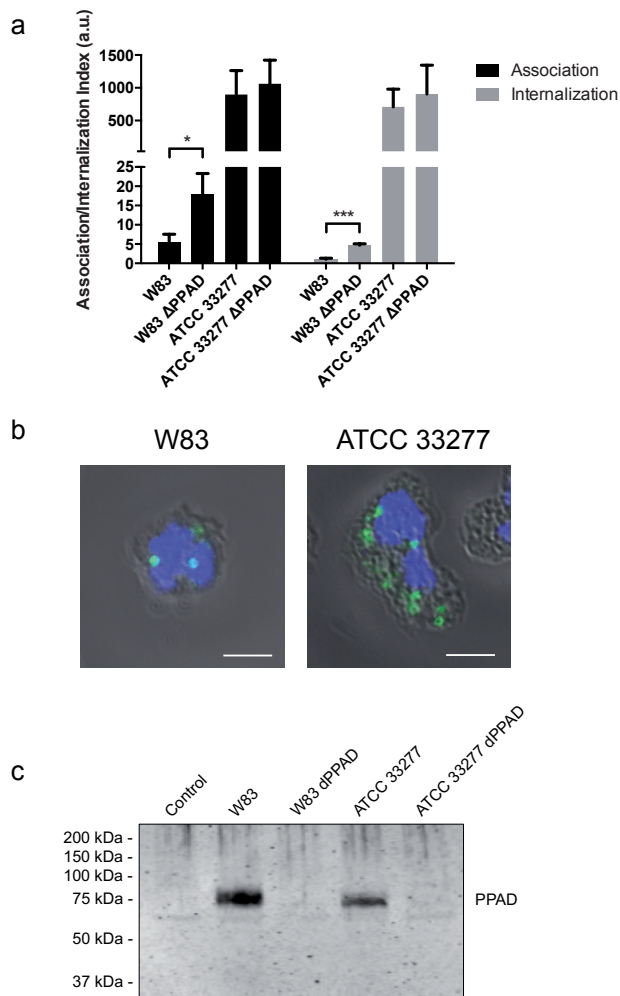 a
Association/Internalization Index (a.u.)
1500
1000
500
25
20
15
10
5
0
*
***
Association
Internalization
W83
W83 ΔPPAD
ATCC 33277
ATCC 33277 ΔPPAD
W83
W83 ΔPPAD
ATCC 33277
ATCC 33277 ΔPPAD
b
W83
ATCC 33277
c
Control
W83
W83 dPPAD
ATCC 33277
ATCC 33277 dPPAD
200 kDa -
150 kDa -
100 kDa -
75 kDa -
PPAD
50 kDa -
37 kDa -